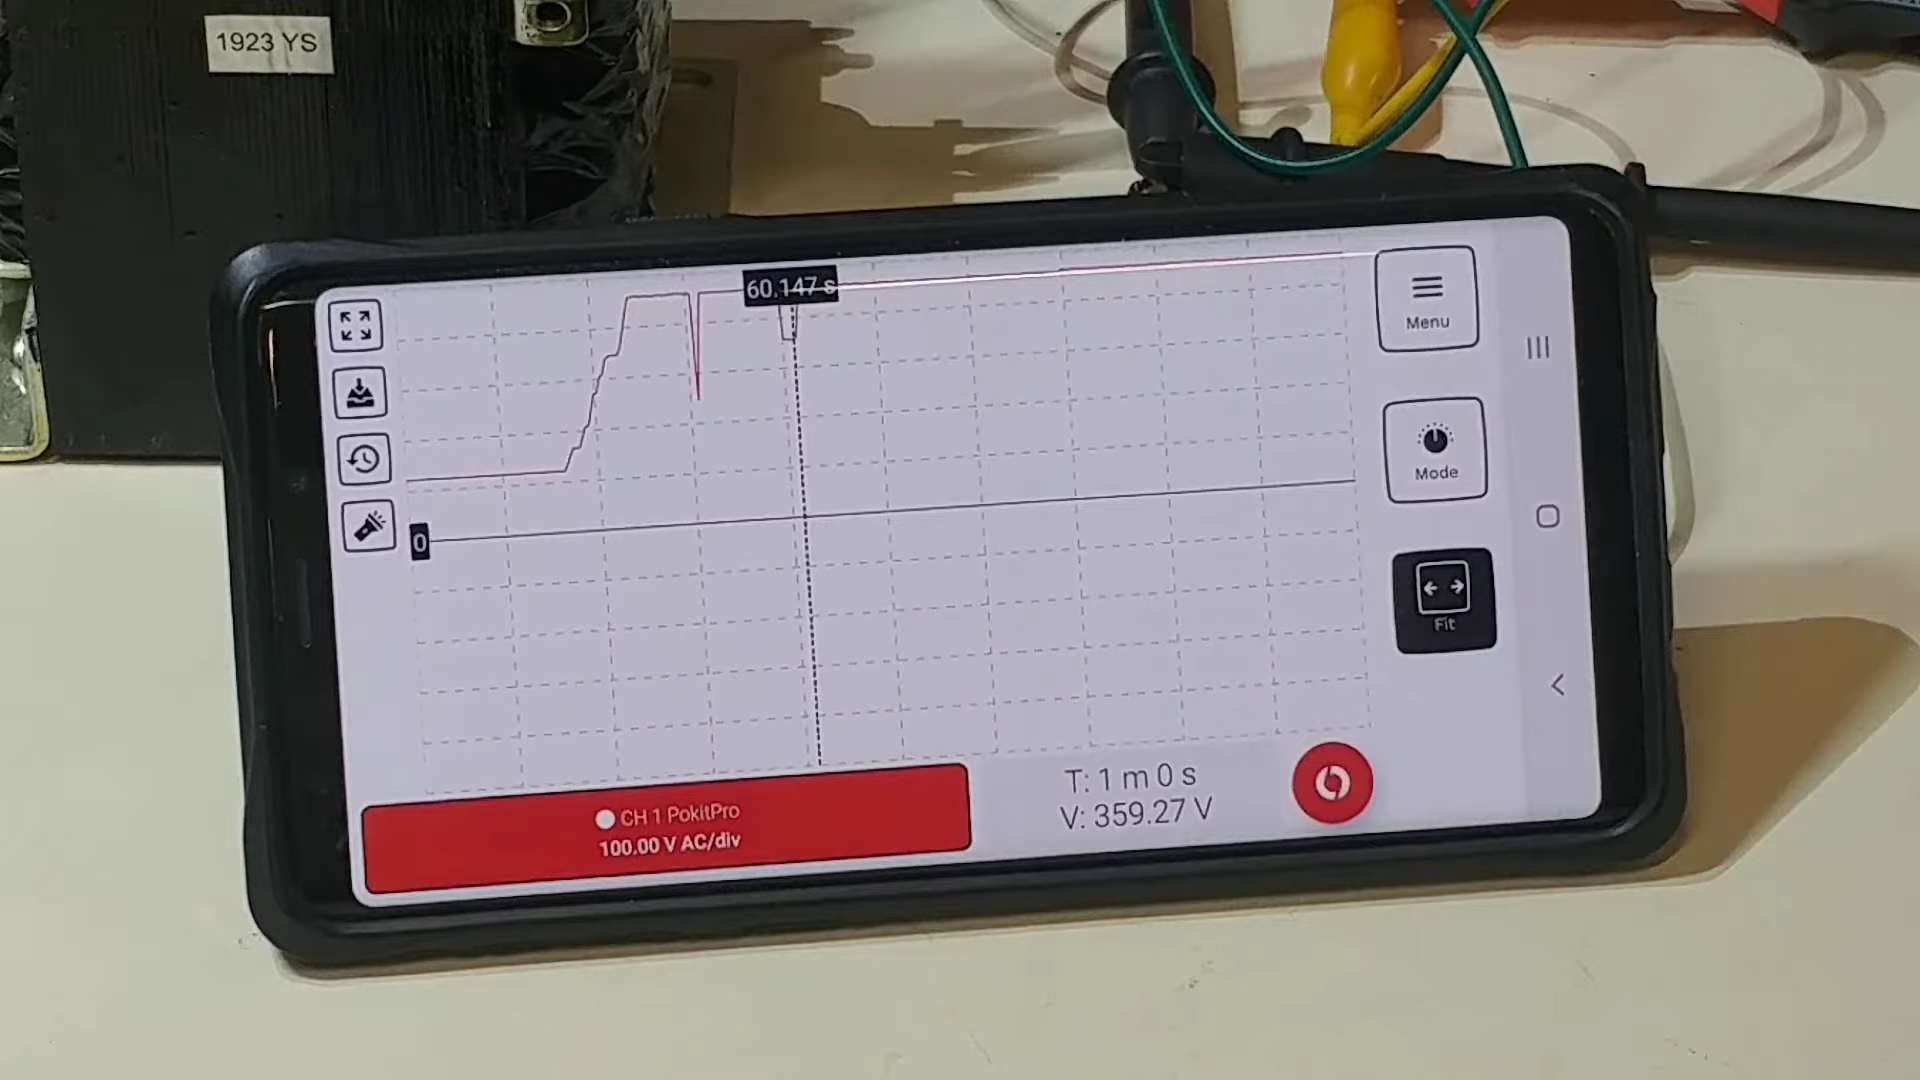 1923 YS
60.147 s
Menu
Mode
0
Fit
CH 1 PokitPro
100.00 V AC/div
T: 1 m 0 s
V: 359.27 V